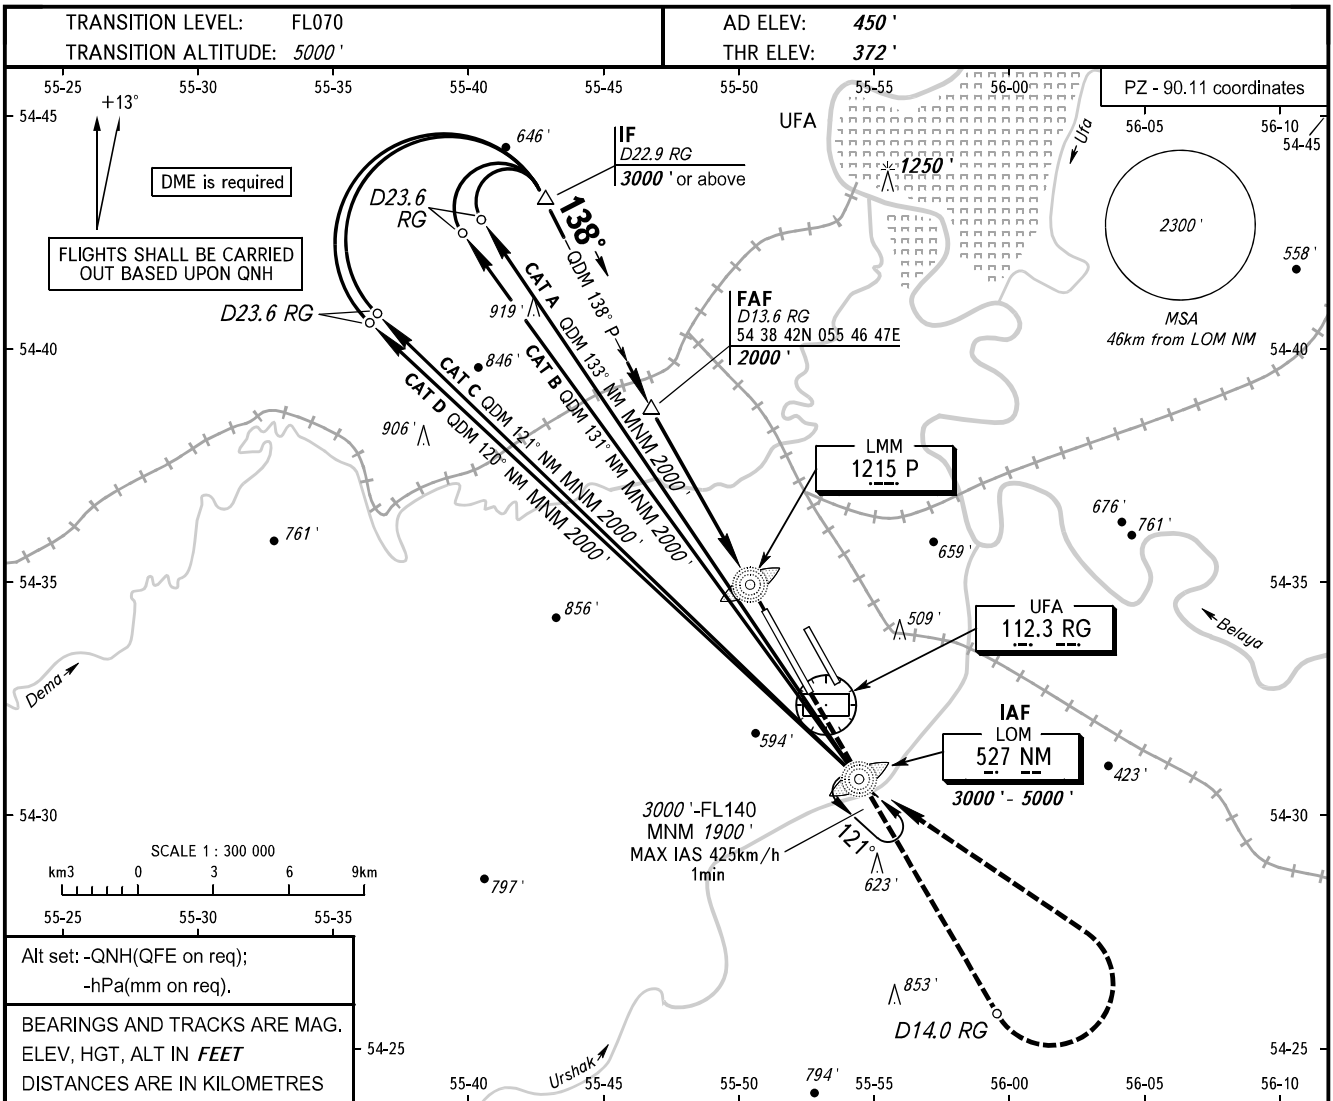 TRANSITION LEVEL: FL070
TRANSITION ALTITUDE: 5000 '
AD ELEV: 450 '
THR ELEV: 372 '
55-25 55-30 55-35 55-40 55-45 55-50 55-55 56-00
PZ - 90.11 coordinates
56-05 56-10
54-45
54-45
+13°
DME is required
FLIGHTS SHALL BE CARRIED
OUT BASED UPON QNH
646 '
IF
D22.9 RG
3000 ' or above
UFA
1250 '
Ufa
2300 '
MSA
46km from LOM NM
558 '
D23.6
RG
D23.6 RG
138°
QDM 138° P
919 '
FAF
D13.6 RG
54 38 42N 055 46 47E
2000 '
54-40
54-40
846 '
906 '
CAT A QDM 133° NM MNM 2000'
CAT B QDM 131° NM MNM 2000'
CAT C QDM 121° NM MNM 2000'
CAT D QDM 120° NM MNM 2000'
LMM
1215 P
761 '
676 '
761 '
659 '
54-35
54-35
856 '
509 '
UFA
112.3 RG
Belaya
Dema
594 '
IAF
LOM
527 NM
3000 ' - 5000 '
423 '
54-30
54-30
3000 '-FL140
MNM 1900 '
MAX IAS 425km/h
1min
121°
623 '
SCALE 1 : 300 000
km3 0 3 6 9km
797 '
55-25 55-30 55-35
Alt set: -QNH(QFE on req);
-hPa(mm on req).
BEARINGS AND TRACKS ARE MAG.
ELEV, HGT, ALT IN FEET
DISTANCES ARE IN KILOMETRES
853 '
D14.0 RG
54-25
54-25
Urshak
794 '
55-40 55-45 55-50 55-55 56-00 56-05 56-10